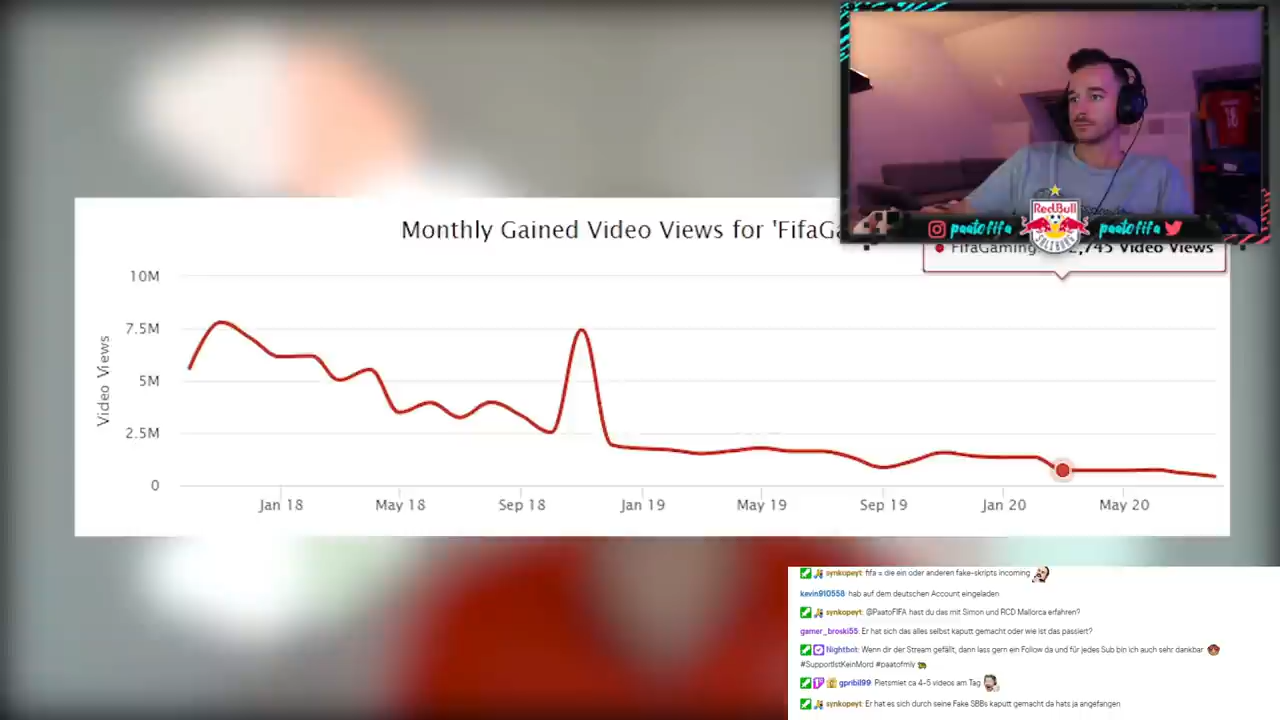 Monthly Gained Video Views for 'FifaGa
FifaGaming
,745 Video Views
10M
7.5M
5M
2.5M
0
Video Views
Jan 18
May 18
Sep 18
Jan 19
May 19
Sep 19
Jan 20
May 20
paatofifa
RedBull
SALZBURG
paatofifa
18
synkopeyt: fifa = die ein oder anderen fake-skripts incoming
kevin910558: hab auf dem deutschen Account eingeladen
synkopeyt: @PaatoFIFA hast du das mit Simon und RCD Mallorca erfahren?
gamer_broski55: Er hat sich das alles selbst kaputt gemacht oder wie ist das passiert?
Nightbot: Wenn dir der Stream gefällt, dann lass gern ein Follow da und für jedes Sub bin ich auch sehr dankbar
#SupportIstKeinMord #paatofmly
gpribil99: Pietsmiet ca 4-5 videos am Tag
synkopeyt: Er hat es sich durch seine Fake SBBs kaputt gemacht da hats ja angefangen